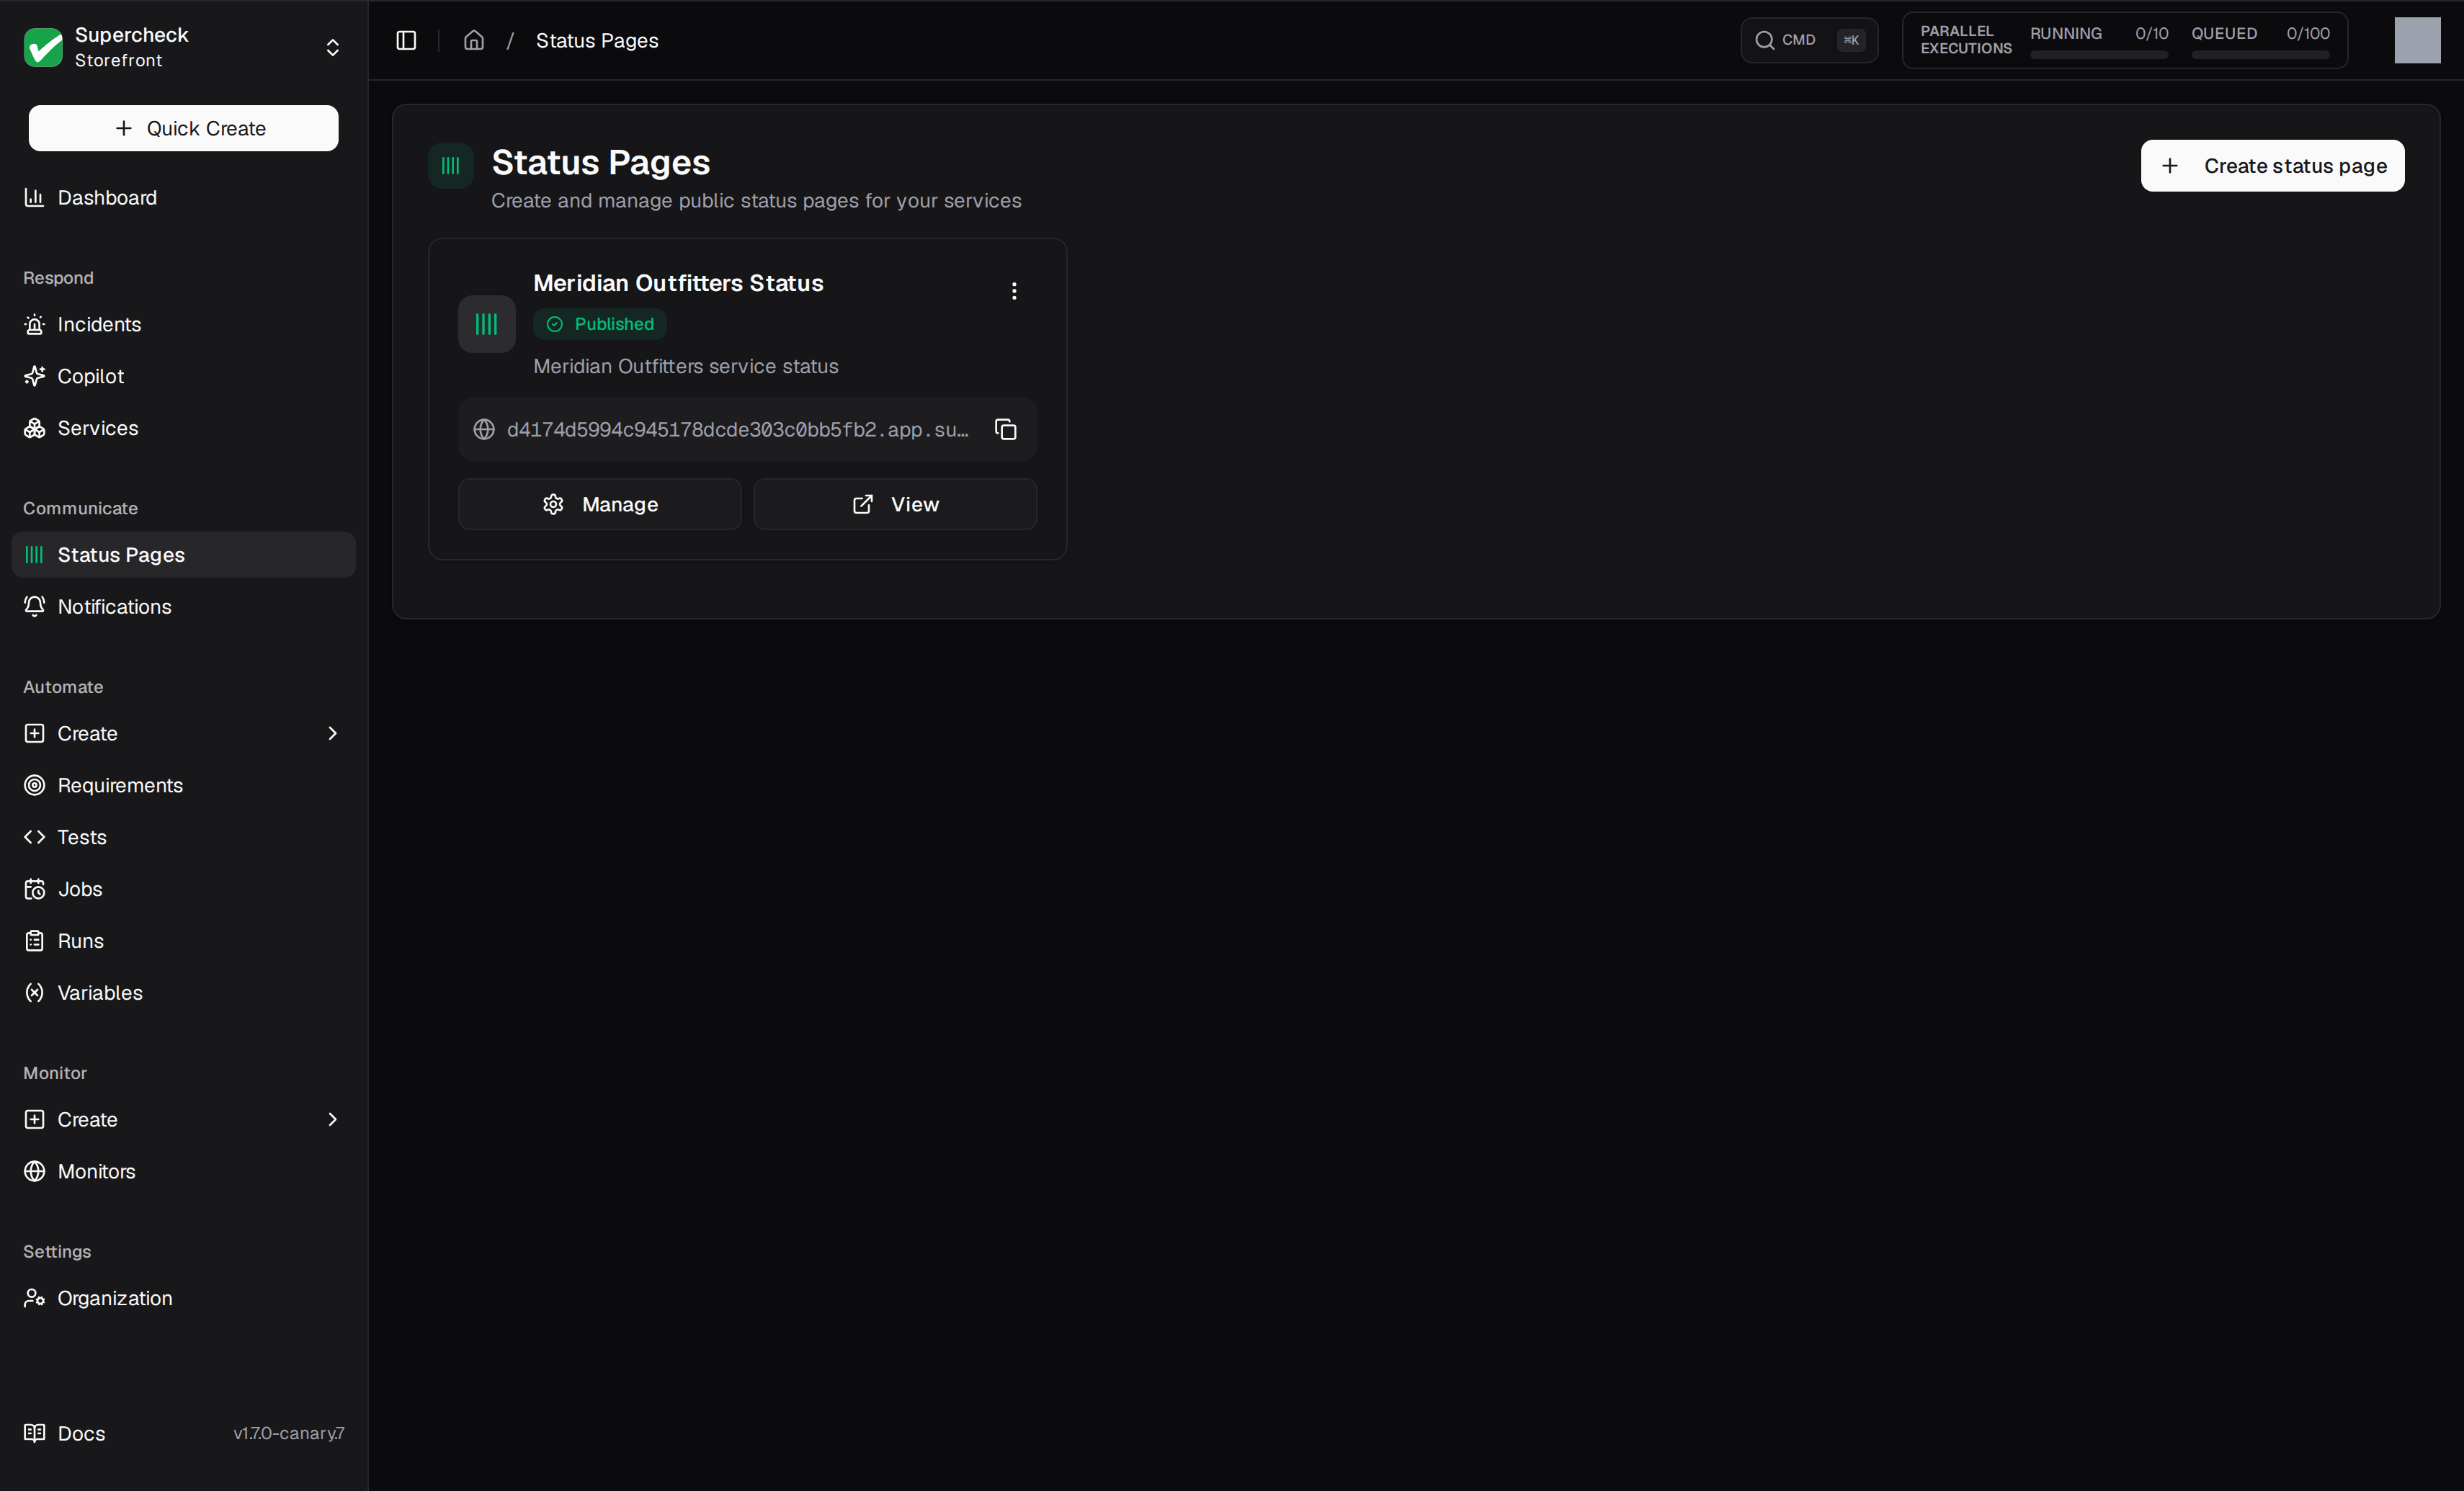 Supercheck
Storefront
Quick Create
Dashboard
Respond
Incidents
Copilot
Services
Communicate
Status Pages
Notifications
Automate
Create
Requirements
Tests
Jobs
Runs
Variables
Monitor
Create
Monitors
Settings
Organization
Docs v1.7.0-canary.7
/ Status Pages
CMD ⌘K
PARALLEL EXECUTIONS
RUNNING 0/10
QUEUED 0/100
Status Pages
Create and manage public status pages for your services
Create status page
Meridian Outfitters Status
Published
Meridian Outfitters service status
d4174d5994c945178dcde303c0bb5fb2.app.su…
Manage
View